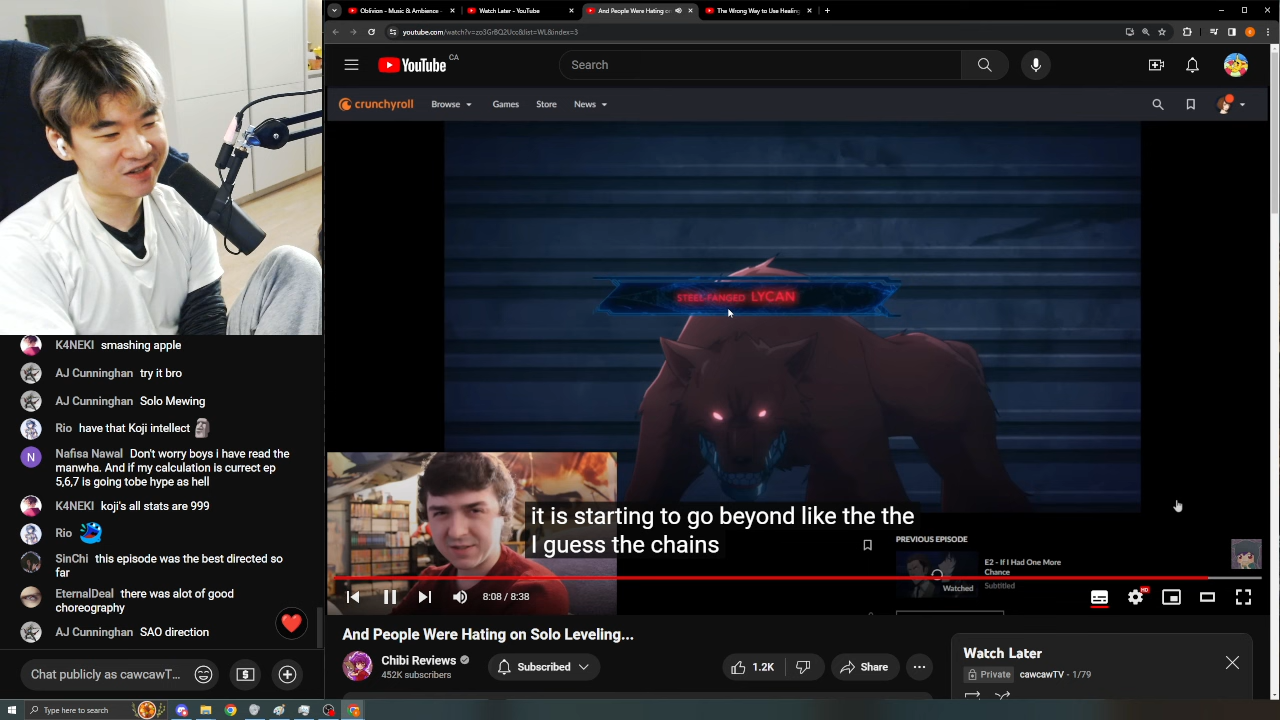 Oblivion - Music & Ambience -
Watch Later - YouTube
And People Were Hating on
The Wrong Way to Use Healing
youtube.com/watch?v=zo3GrBQ2Ucc&list=WL&index=3
YouTube CA
Search
crunchyroll
Browse
Games
Store
News
STEEL-FANGED LYCAN
it is starting to go beyond like the the
I guess the chains
PREVIOUS EPISODE
E2 - If I Had One More
Chance
Watched
Subtitled
8:08 / 8:38
HD
And People Were Hating on Solo Leveling...
Chibi Reviews
452K subscribers
Subscribed
1.2K
Share
Watch Later
Private
cawcawTV - 1/79
K4NEKI smashing apple
AJ Cunninghan try it bro
AJ Cunninghan Solo Mewing
Rio have that Koji intellect 🗿
N
Nafisa Nawal Don't worry boys i have read the
manwha. And if my calculation is currect ep
5,6,7 is going tobe hype as hell
K4NEKI koji's all stats are 999
Rio
SinChi this episode was the best directed so
far
EternalDeal there was alot of good
choreography
AJ Cunninghan SAO direction
Chat publicly as cawcawT...
Type here to search